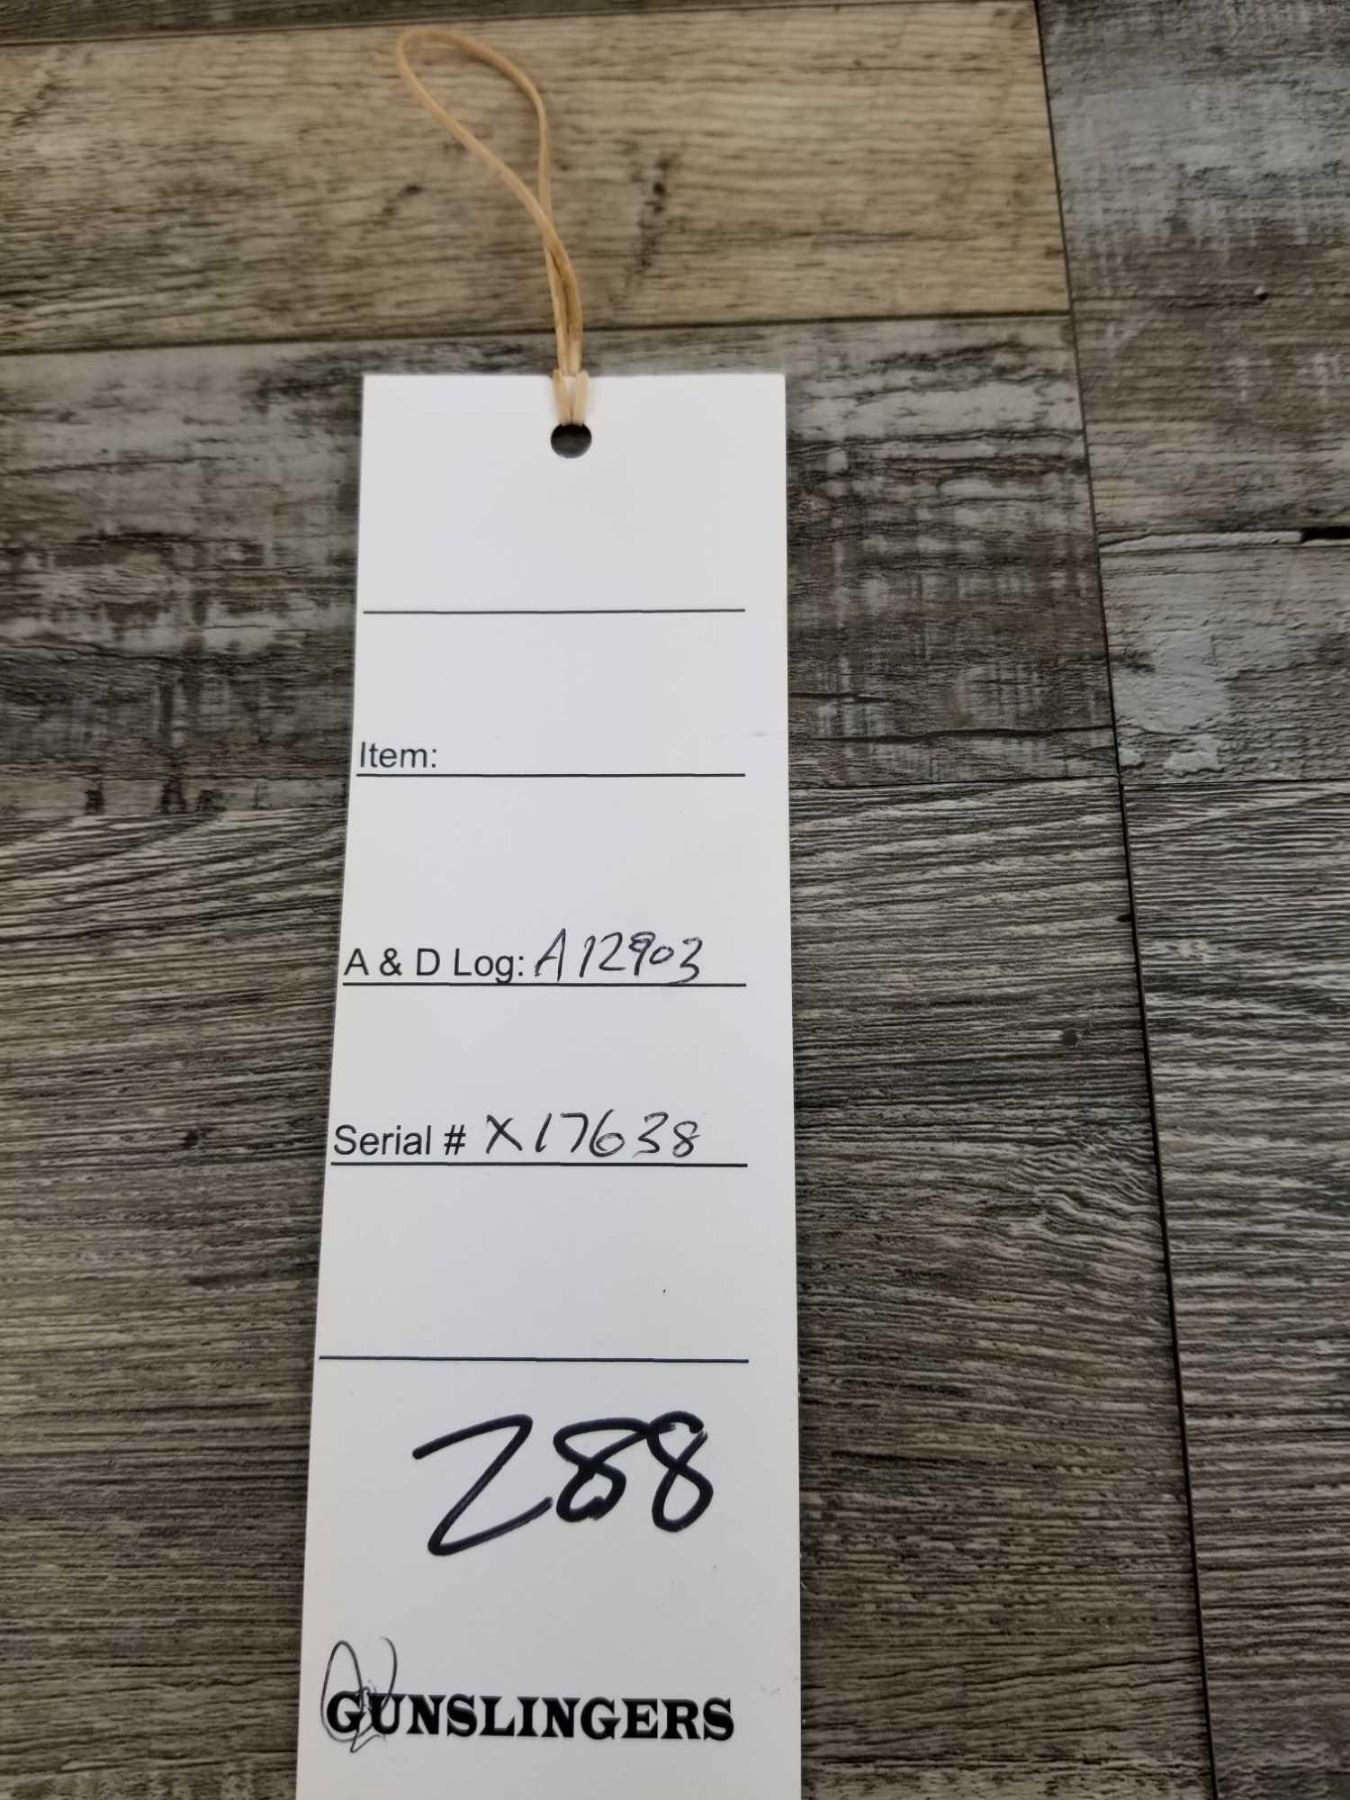 Item:
A & D Log: A12903
Serial # X17638
288
GUNSLINGERS